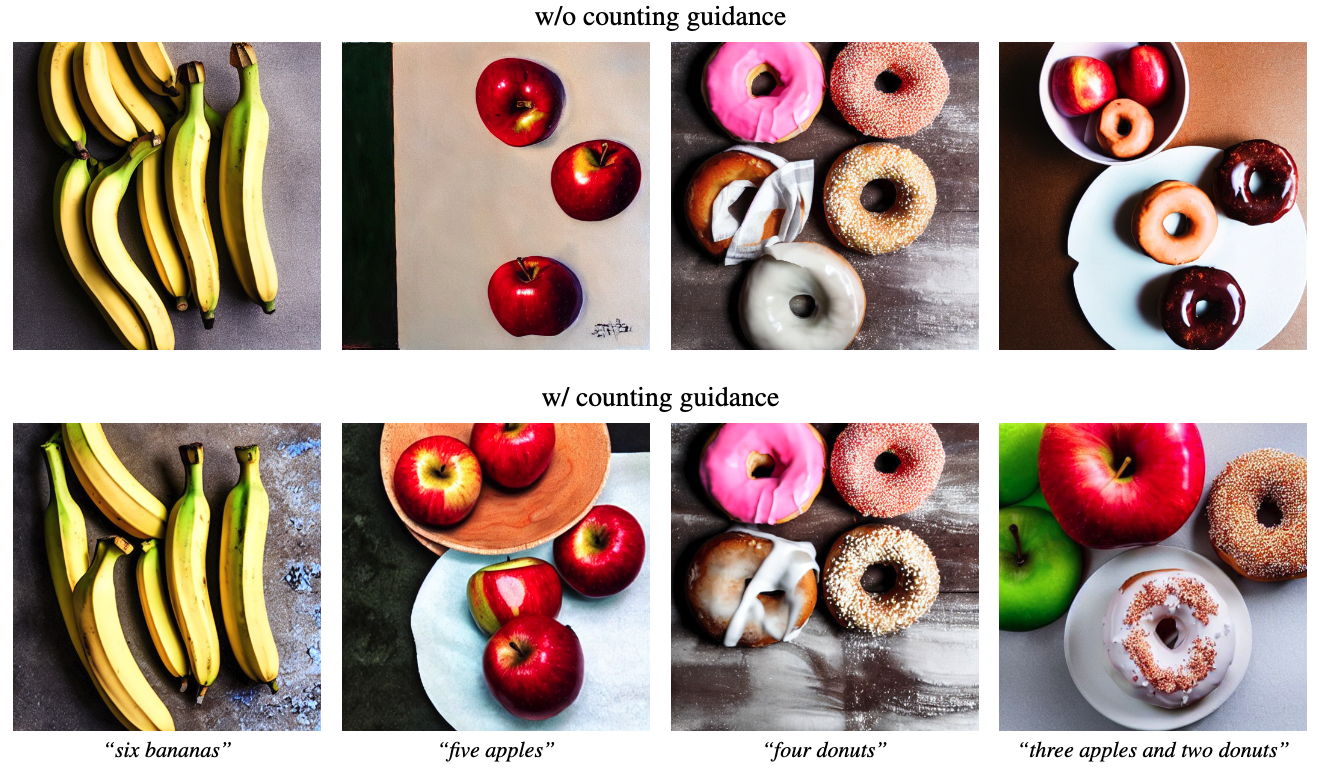 w/o counting guidance
w/ counting guidance
“six bananas”
“five apples”
“four donuts”
“three apples and two donuts”